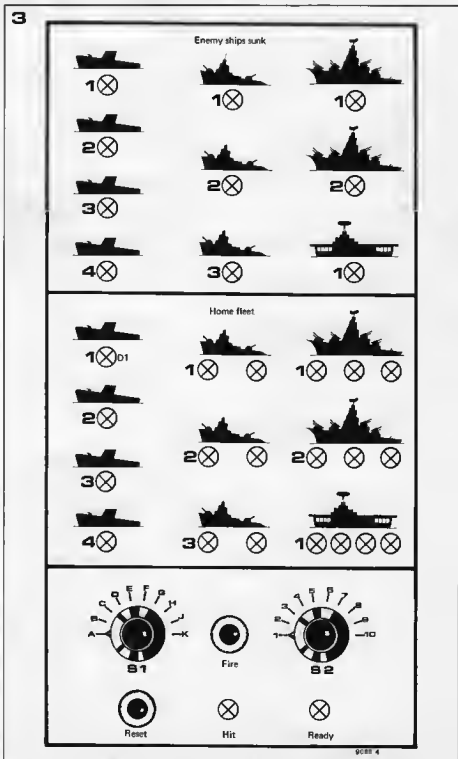 3
Enemy ships sunk
1 1 1
2 2
3
4 3 1
Home fleet
1 D1 1 1
2 2 2
3
4 3 1
A B C D E F G H J K
1 2 3 4 5 6 7 8 9 10
S1 Fire S2
Reset Hit Ready
9088 4